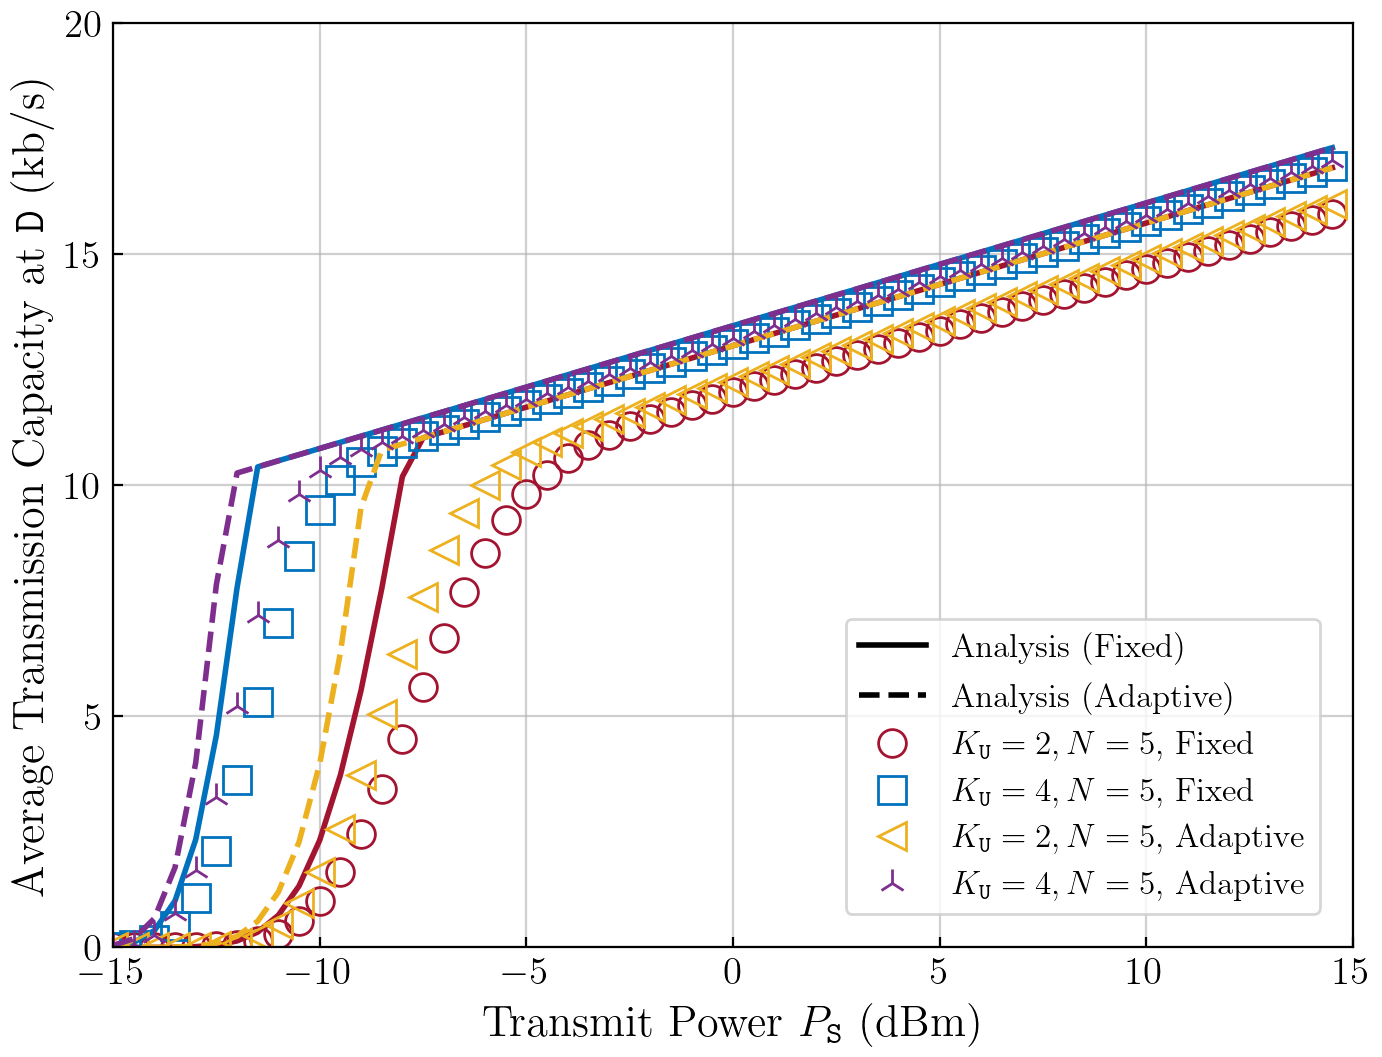 Average Transmission Capacity at D (kb/s)
20
15
10
5
0
−15
−10
−5
0
5
10
15
Transmit Power P_S (dBm)
Analysis (Fixed)
Analysis (Adaptive)
K_U = 2, N = 5, Fixed
K_U = 4, N = 5, Fixed
K_U = 2, N = 5, Adaptive
K_U = 4, N = 5, Adaptive